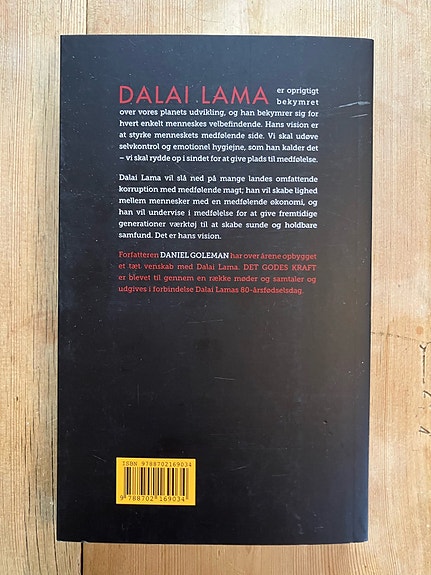 DALAI LAMA er oprigtigt
bekymret
over vores planets udvikling, og han bekymrer sig for
hvert enkelt menneskes velbefindende. Hans vision er
at styrke menneskets medfølende side. Vi skal udøve
selvkontrol og emotionel hygiejne, som han kalder det
– vi skal rydde op i sindet for at give plads til medfølelse.
Dalai Lama vil slå ned på mange landes omfattende
korruption med medfølende magt; han vil skabe lighed
mellem mennesker med en medfølende økonomi, og
han vil undervise i medfølelse for at give fremtidige
generationer værktøj til at skabe sunde og holdbare
samfund. Det er hans vision.
Forfatteren DANIEL GOLEMAN har over årene opbygget
et tæt venskab med Dalai Lama. DET GODES KRAFT
er blevet til gennem en række møder og samtaler og
udgives i forbindelse Dalai Lamas 80-årsfødselsdag.
ISBN 9788702169034
9 788702 169034